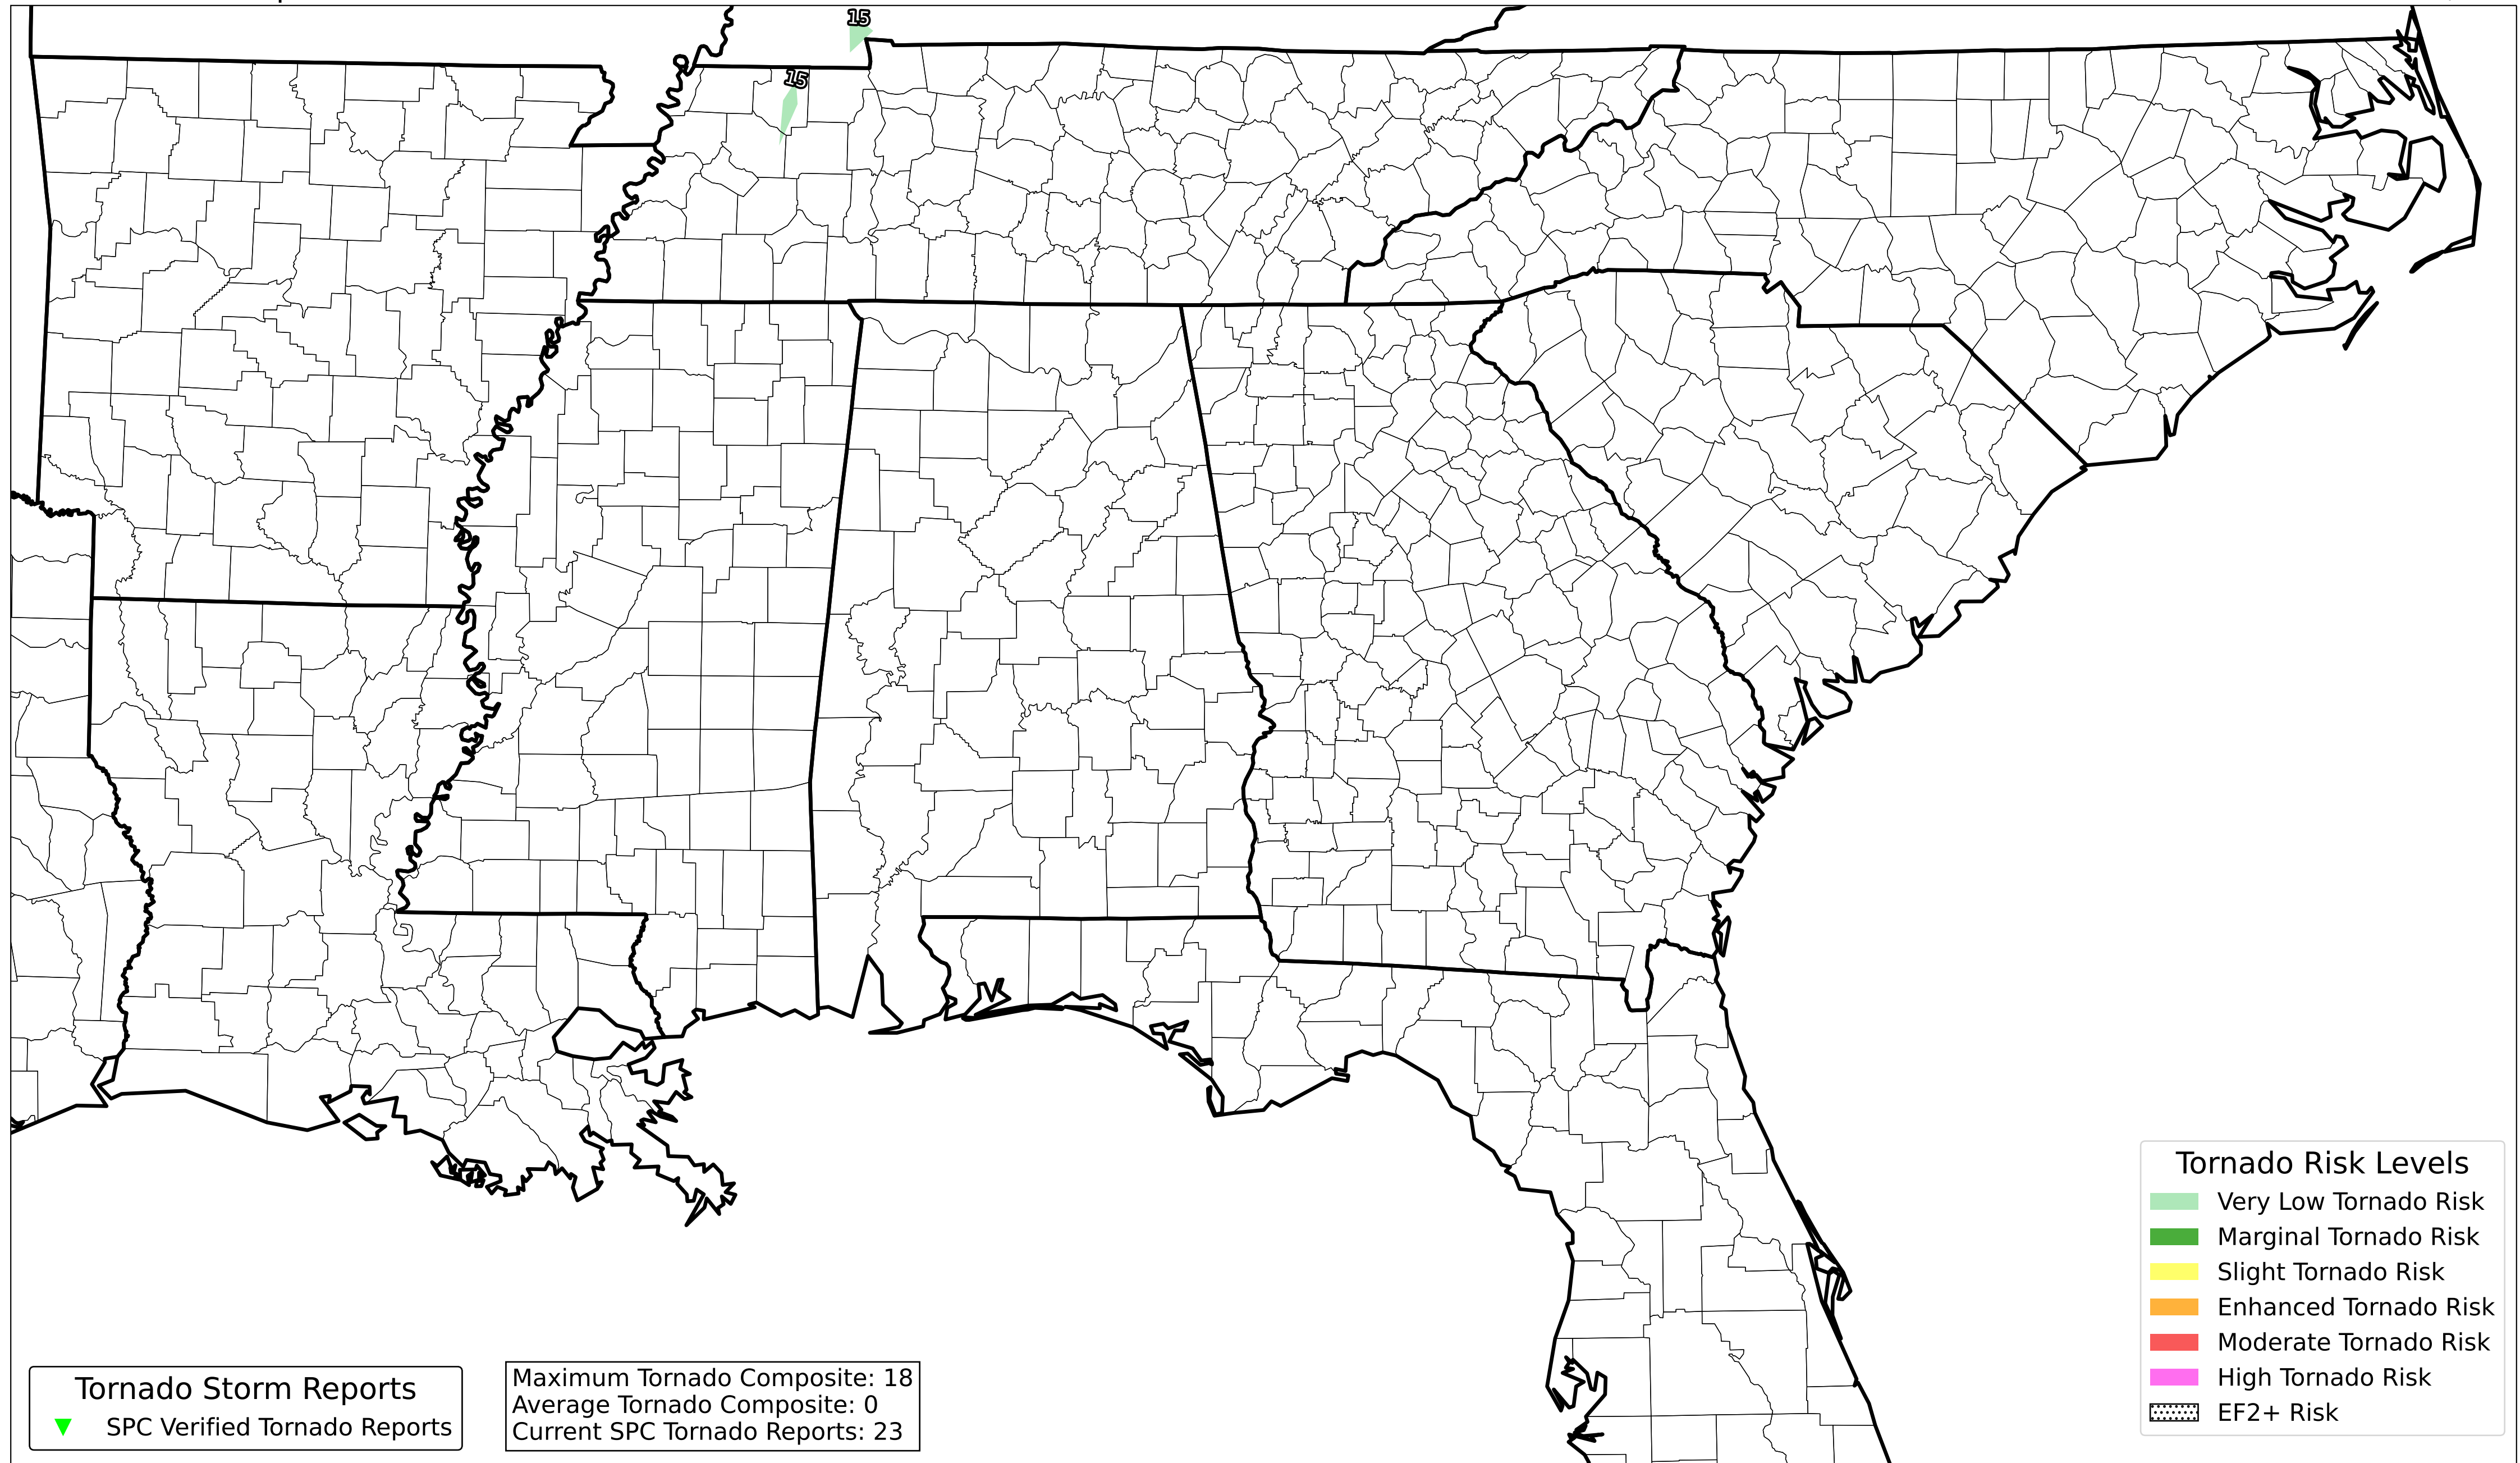 15
15
Tornado Risk Levels
Very Low Tornado Risk
Marginal Tornado Risk
Slight Tornado Risk
Enhanced Tornado Risk
Moderate Tornado Risk
High Tornado Risk
EF2+ Risk
Tornado Storm Reports
SPC Verified Tornado Reports
Maximum Tornado Composite: 18
Average Tornado Composite: 0
Current SPC Tornado Reports: 23